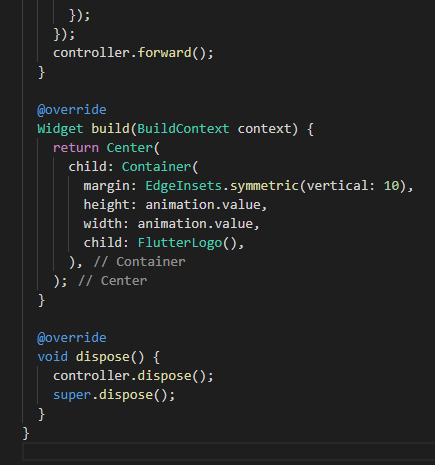 });
    });
    controller.forward();
  }

  @override
  Widget build(BuildContext context) {
    return Center(
      child: Container(
        margin: EdgeInsets.symmetric(vertical: 10),
        height: animation.value,
        width: animation.value,
        child: FlutterLogo(),
      ), // Container
    ); // Center
  }

  @override
  void dispose() {
    controller.dispose();
    super.dispose();
  }
}